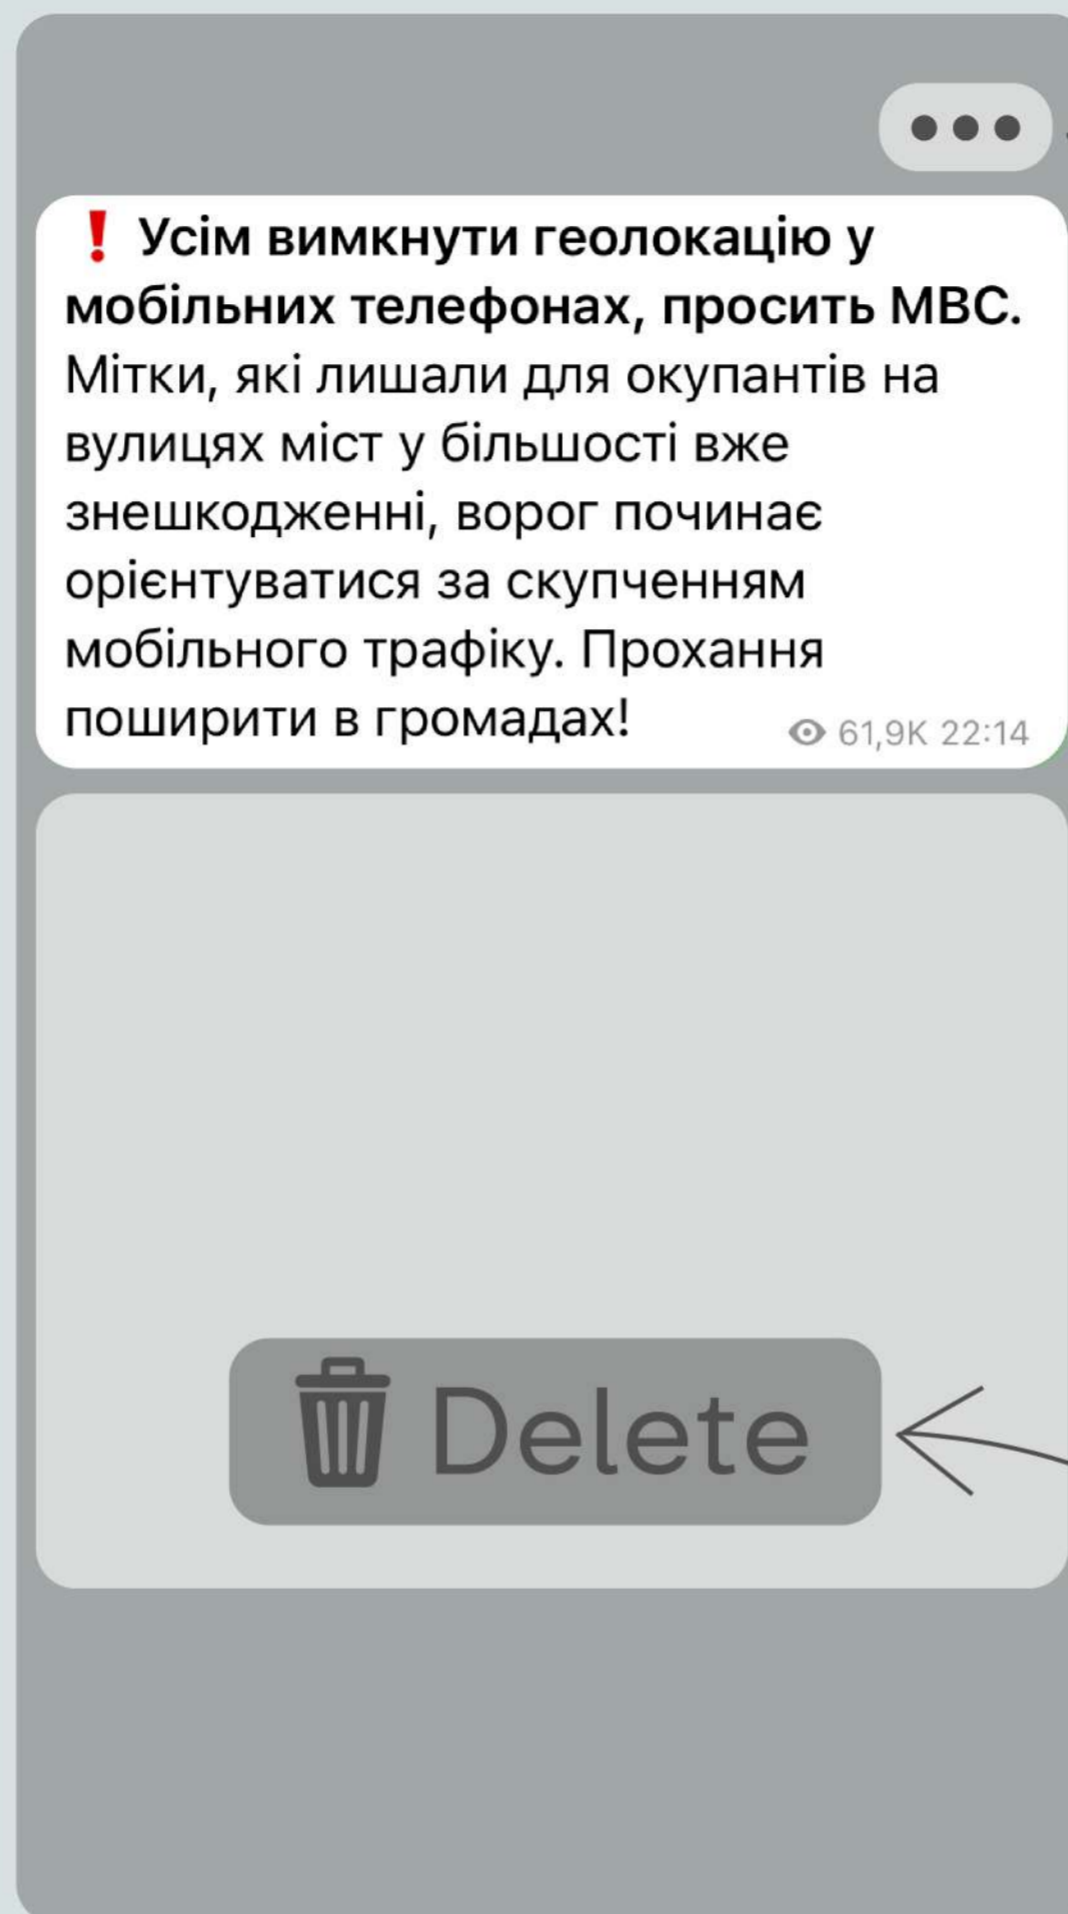 ❗ Усім вимкнути геолокацію у
мобільних телефонах, просить МВС.
Мітки, які лишали для окупантів на
вулицях міст у більшості вже
знешкодженні, ворог починає
орієнтуватися за скупченням
мобільного трафіку. Прохання
поширити в громадах!
61,9K 22:14
Delete